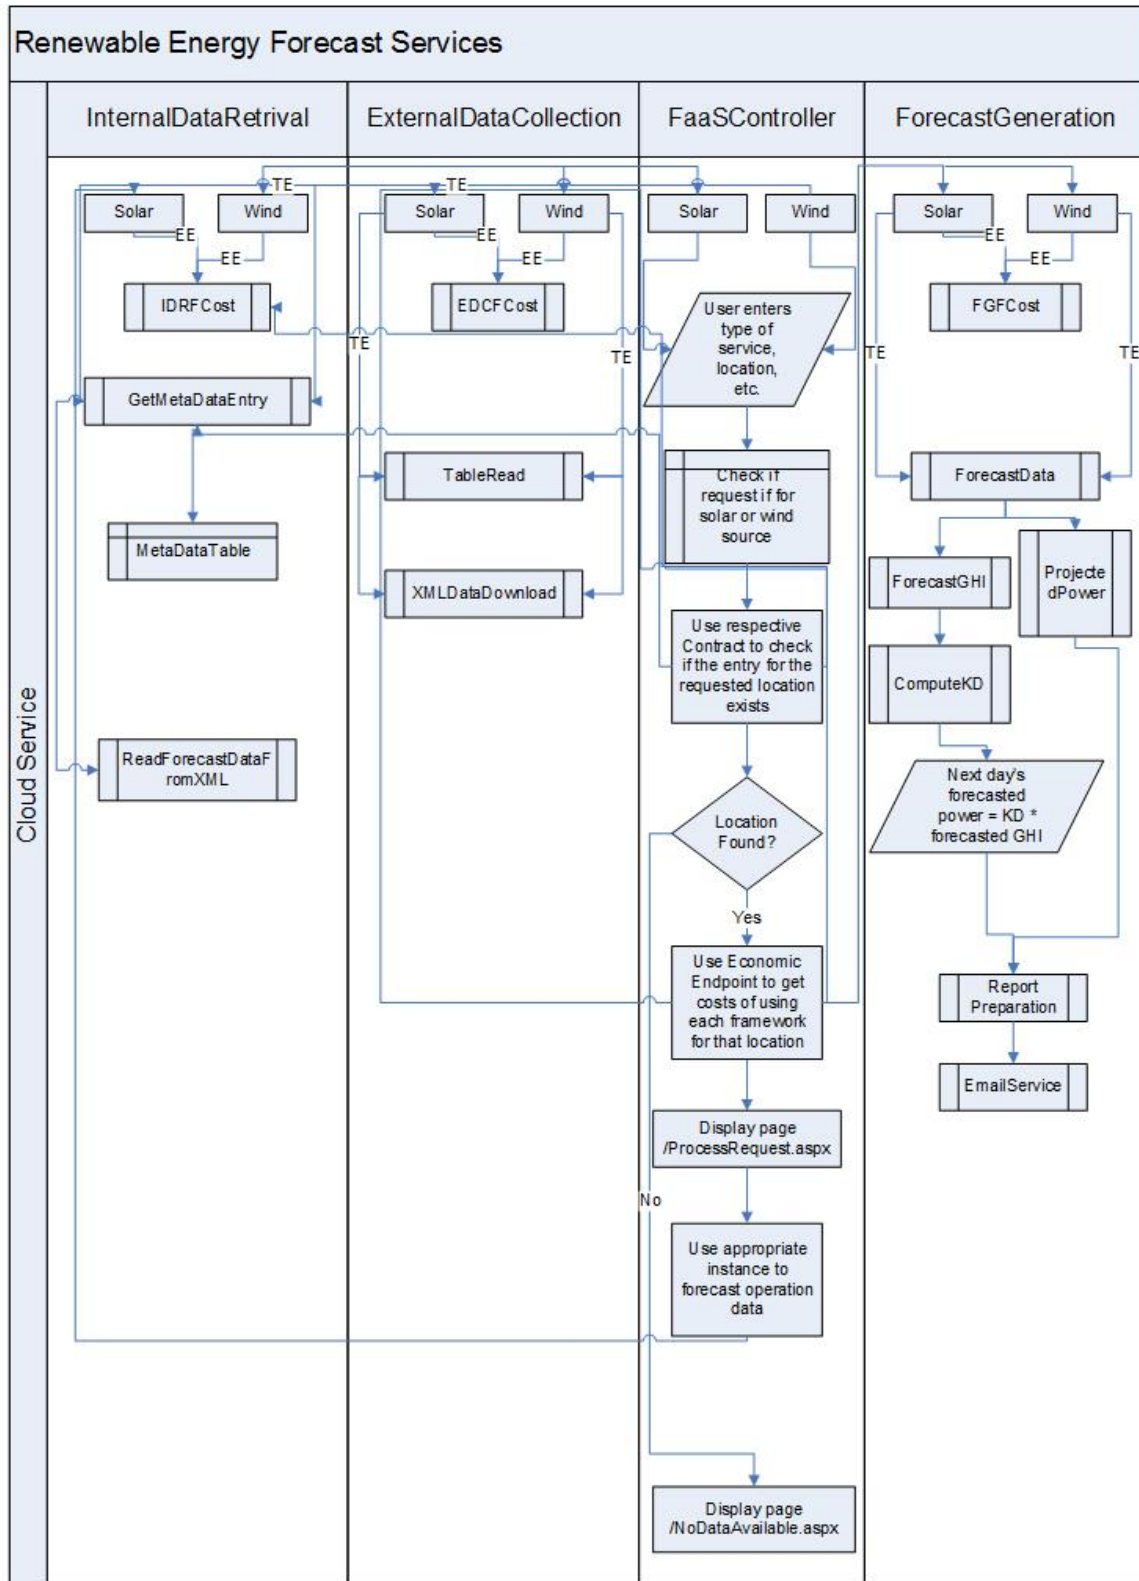 Renewable Energy Forecast Services
Cloud Service
InternalDataRetrival
ExternalDataCollection
FaaSController
ForecastGeneration
TE
Solar
Wind
EE
EE
IDRFCost
GetMetaDataEntry
MetaDataTable
ReadForecastDataF
romXML
TE
Solar
Wind
EE
EE
EDCFCost
TE
TE
TableRead
XMLDataDownload
Solar
Wind
User enters
type of
service,
location,
etc.
Check if
request if for
solar or wind
source
Use respective
Contract to check
if the entry for the
requested location
exists
Location
Found?
Yes
Use Economic
Endpoint to get
costs of using
each framework
for that location
Display page
/ProcessRequest.aspx
No
Use appropriate
instance to
forecast operation
data
Display page
/NoDataAvailable.aspx
Solar
Wind
EE
EE
FGFCost
TE
TE
ForecastData
ForecastGHI
Projecte
dPower
ComputeKD
Next day's
forecasted
power = KD *
forecasted GHI
Report
Preparation
EmailService